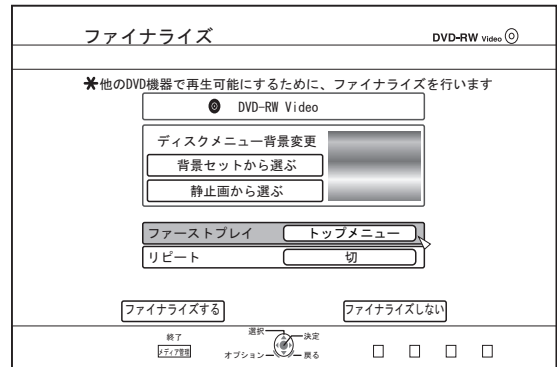 ファイナライズ
DVD-RW Video
*他のDVD機器で再生可能にするために、ファイナライズを行います
DVD-RW Video
ディスクメニュー背景変更
背景セットから選ぶ
静止画から選ぶ
ファーストプレイ トップメニュー
リピート 切
ファイナライズする ファイナライズしない
終了 選択 決定
メディア管理 オプション 戻る